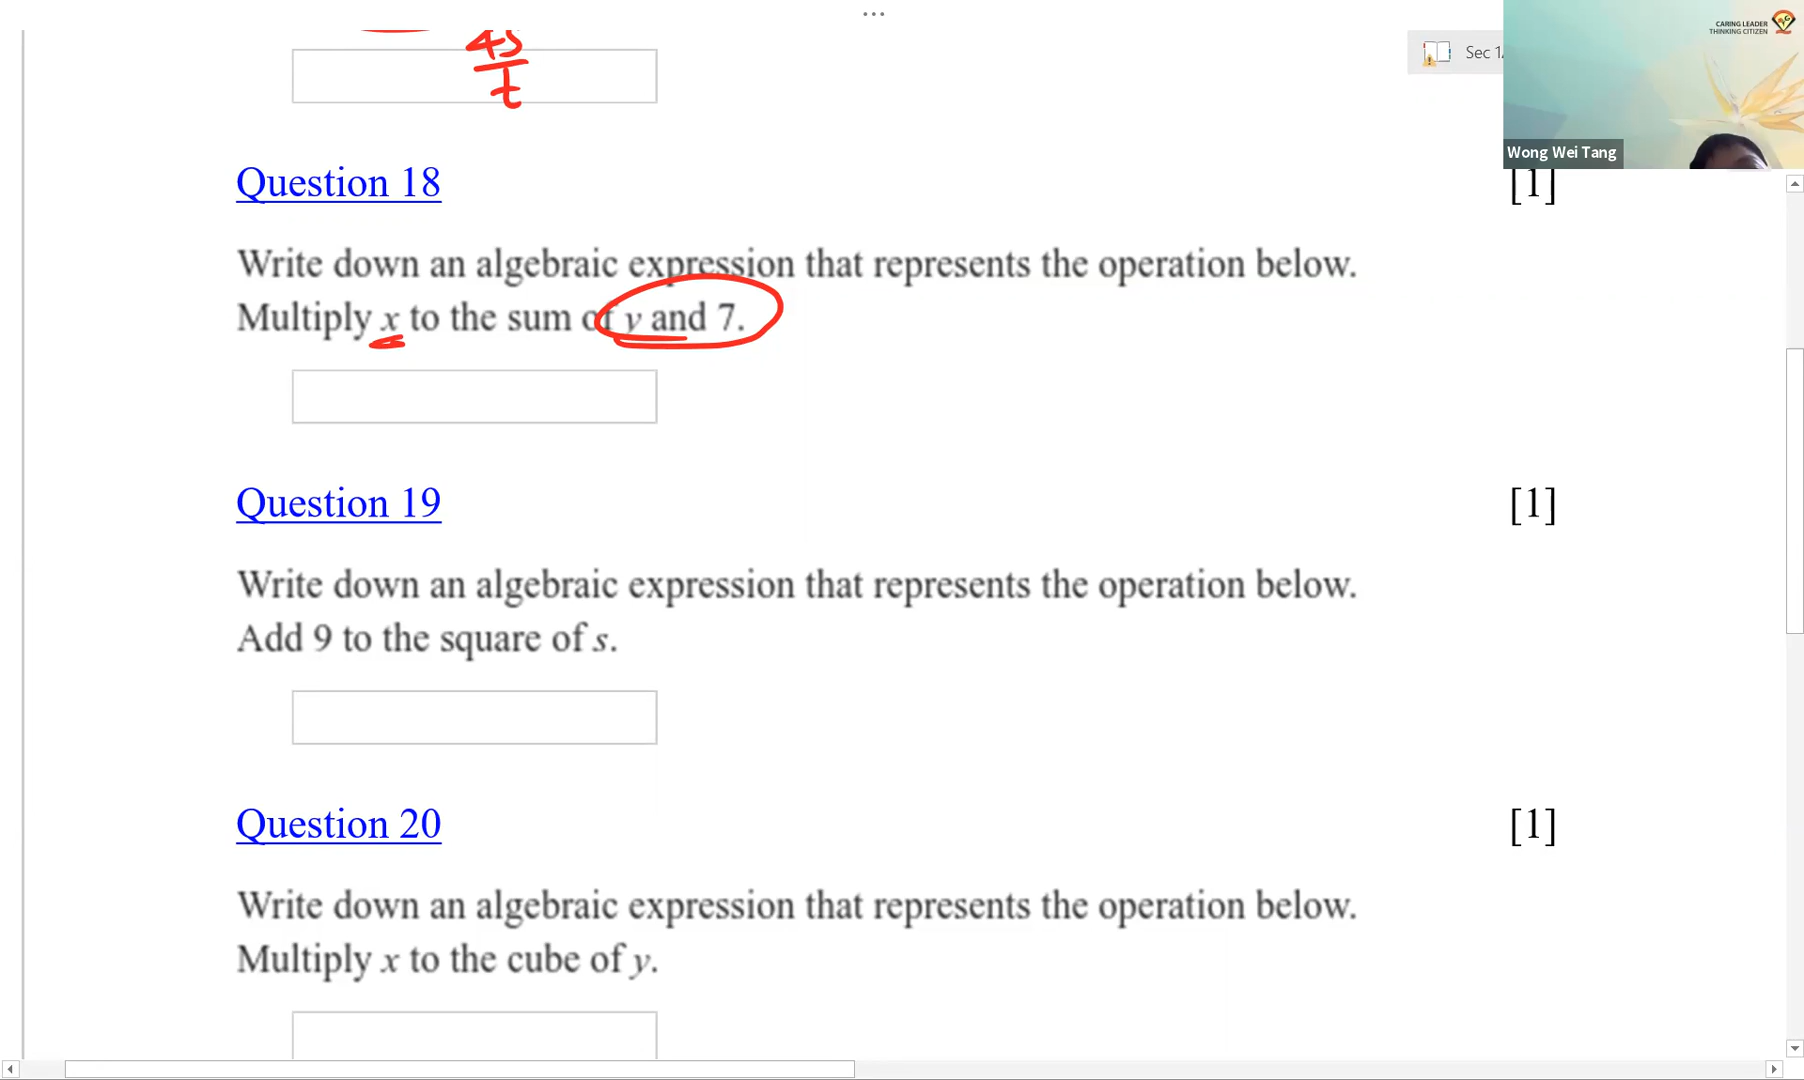 ...
4s
t
CARING LEADER
THINKING CITIZEN
Sec 1
Wong Wei Tang
Question 18
[1]
Write down an algebraic expression that represents the operation below.
Multiply x to the sum of y and 7.
Question 19
[1]
Write down an algebraic expression that represents the operation below.
Add 9 to the square of s.
Question 20
[1]
Write down an algebraic expression that represents the operation below.
Multiply x to the cube of y.